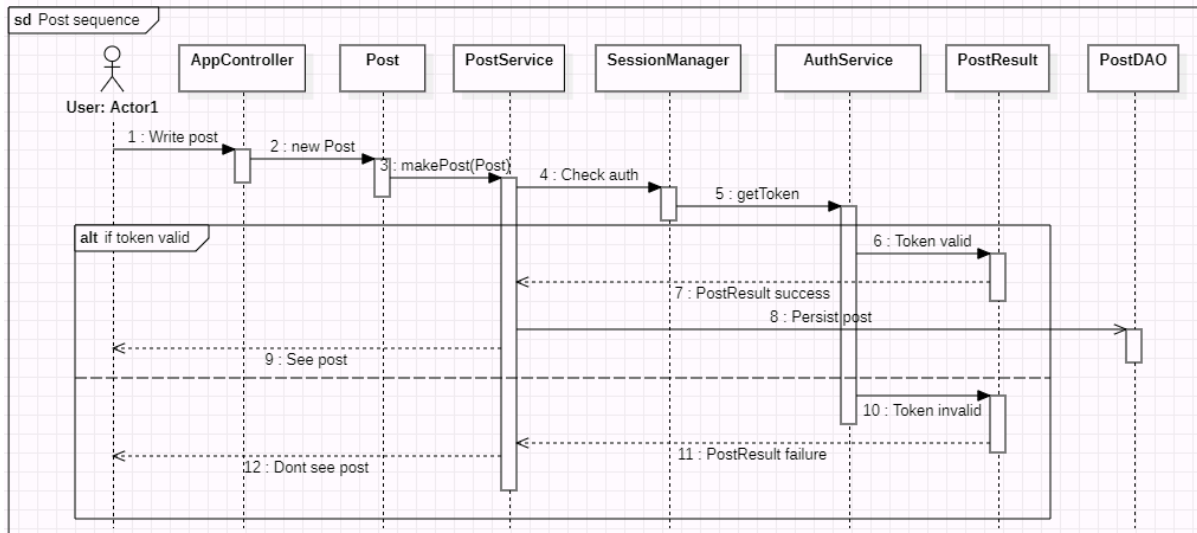 sd Post sequence
User: Actor1
AppController
Post
PostService
SessionManager
AuthService
PostResult
PostDAO
1 : Write post
2 : new Post
3 : makePost(Post)
4 : Check auth
5 : getToken
alt if token valid
6 : Token valid
7 : PostResult success
8 : Persist post
9 : See post
10 : Token invalid
11 : PostResult failure
12 : Dont see post